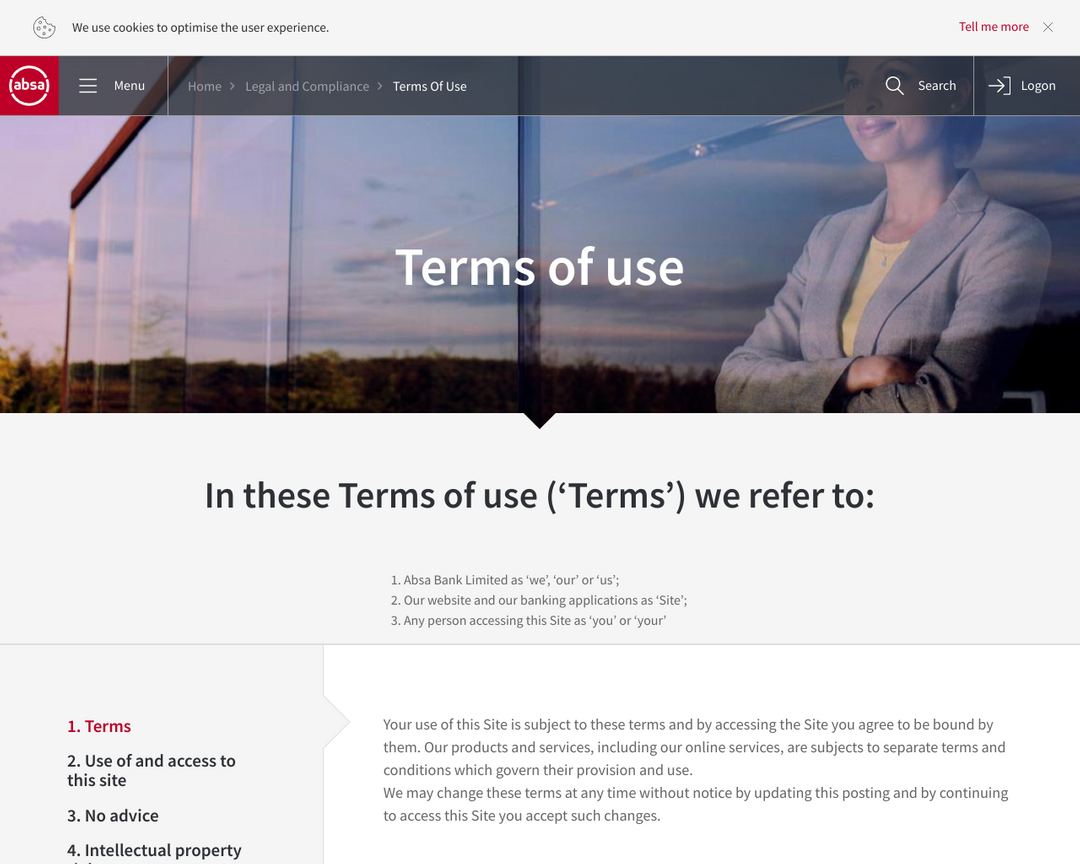 We use cookies to optimise the user experience.
Tell me more
absa
Menu
Home
Legal and Compliance
Terms Of Use
Search
Logon
Terms of use
In these Terms of use (‘Terms’) we refer to:
1. Absa Bank Limited as ‘we’, ‘our’ or ‘us’;
2. Our website and our banking applications as ‘Site’;
3. Any person accessing this Site as ‘you’ or ‘your’
1. Terms
2. Use of and access to
this site
3. No advice
4. Intellectual property
Your use of this Site is subject to these terms and by accessing the Site you agree to be bound by
them. Our products and services, including our online services, are subjects to separate terms and
conditions which govern their provision and use.
We may change these terms at any time without notice by updating this posting and by continuing
to access this Site you accept such changes.